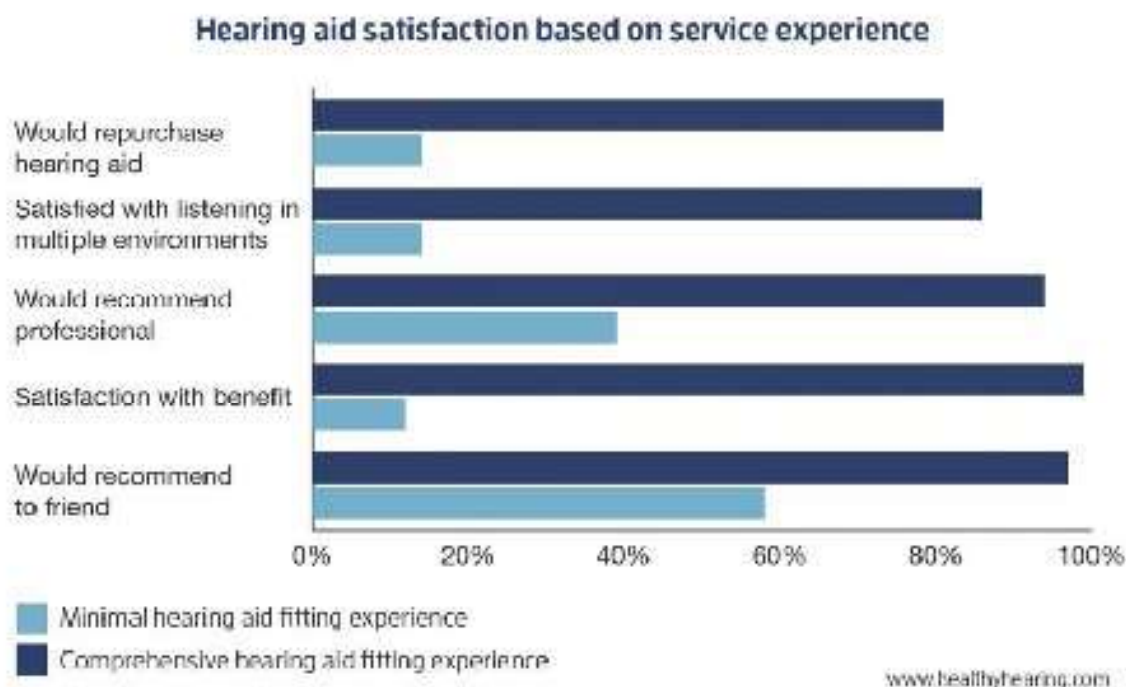 Hearing aid satisfaction based on service experience
Would repurchase
hearing aid
Satisfied with listening in
multiple environments
Would recommend
professional
Satisfaction with benefit
Would recommend
to friend
0% 20% 40% 60% 80% 100%
Minimal hearing aid fitting experience
Comprehensive hearing aid fitting experience
www.healthyhearing.com